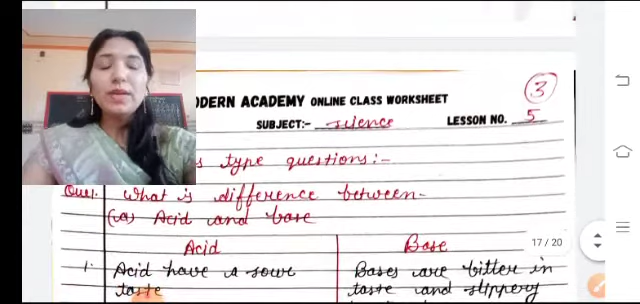 3
ODERN ACADEMY ONLINE CLASS WORKSHEET
SUBJECT:- science LESSON NO. 5
s type questions:-
Que1. What is difference between-
(a) Acid and base
Acid Base
17 / 20
1. Acid have a sour Bases are bitter in
taste taste and slippery